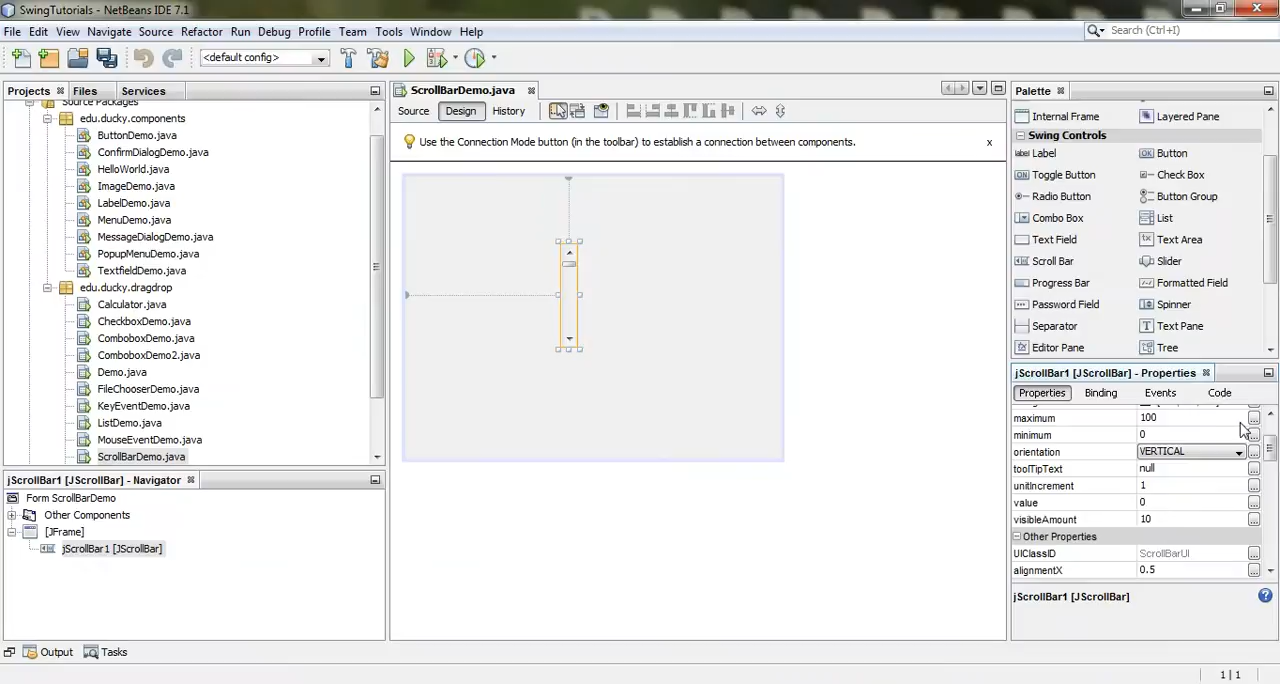 SwingTutorials - NetBeans IDE 7.1
File Edit View Navigate Source Refactor Run Debug Profile Team Tools Window Help
Search (Ctrl+I)
<default config>
Projects Files Services
Source Packages
edu.ducky.components
ButtonDemo.java
ConfirmDialogDemo.java
HelloWorld.java
ImageDemo.java
LabelDemo.java
MenuDemo.java
MessageDialogDemo.java
PopupMenuDemo.java
TextfieldDemo.java
edu.ducky.dragdrop
Calculator.java
CheckboxDemo.java
ComboboxDemo.java
ComboboxDemo2.java
Demo.java
FileChooserDemo.java
KeyEventDemo.java
ListDemo.java
MouseEventDemo.java
ScrollBarDemo.java
jScrollBar1 [JScrollBar] - Navigator
Form ScrollBarDemo
Other Components
[JFrame]
jScrollBar1 [JScrollBar]
Output Tasks
ScrollBarDemo.java
Source Design History
Use the Connection Mode button (in the toolbar) to establish a connection between components. x
Palette
Internal Frame Layered Pane
Swing Controls
label Label OK Button
ON Toggle Button Check Box
Radio Button Button Group
Combo Box List
Text Field Text Area
Scroll Bar Slider
Progress Bar Formatted Field
Password Field Spinner
Separator T Text Pane
Editor Pane Tree
jScrollBar1 [JScrollBar] - Properties
Properties Binding Events Code
maximum 100 ...
minimum 0 ...
orientation VERTICAL ...
toolTipText null ...
unitIncrement 1 ...
value 0 ...
visibleAmount 10 ...
Other Properties
UIClassID ScrollBarUI ...
alignmentX 0.5 ...
jScrollBar1 [JScrollBar] ?
1 | 1